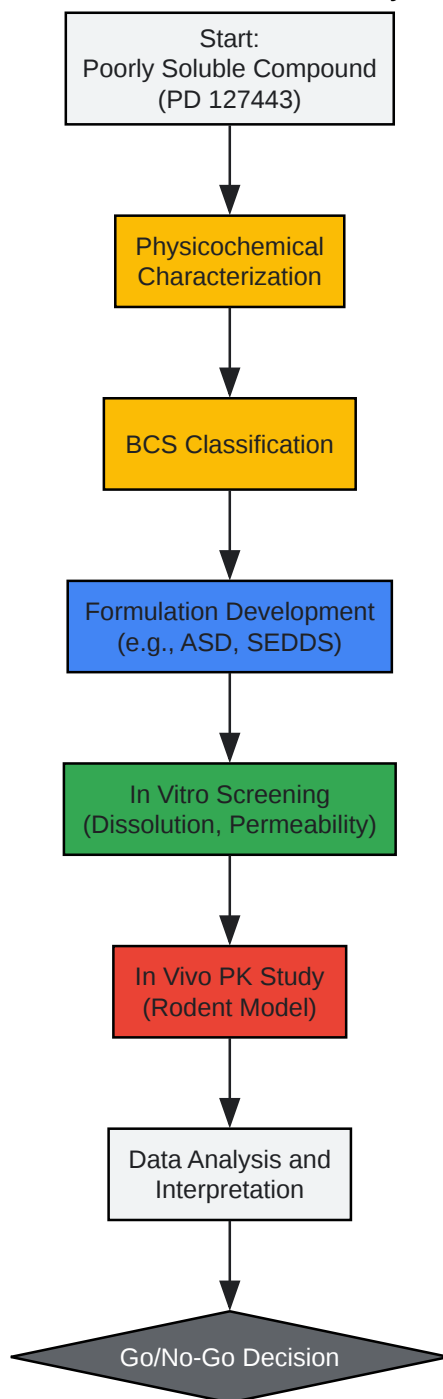 Start:
Poorly Soluble Compound
(PD 127443)
Physicochemical
Characterization
BCS Classification
Formulation Development
(e.g., ASD, SEDDS)
In Vitro Screening
(Dissolution, Permeability)
In Vivo PK Study
(Rodent Model)
Data Analysis and
Interpretation
Go/No-Go Decision